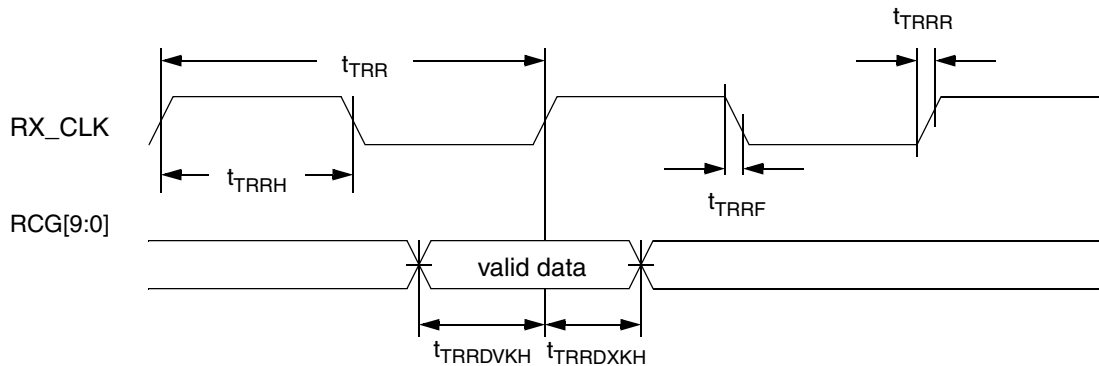 tTRRR
tTRR
RX_CLK
tTRRH
tTRRF
RCG[9:0]
valid data
tTRRDVKH tTRRDXKH